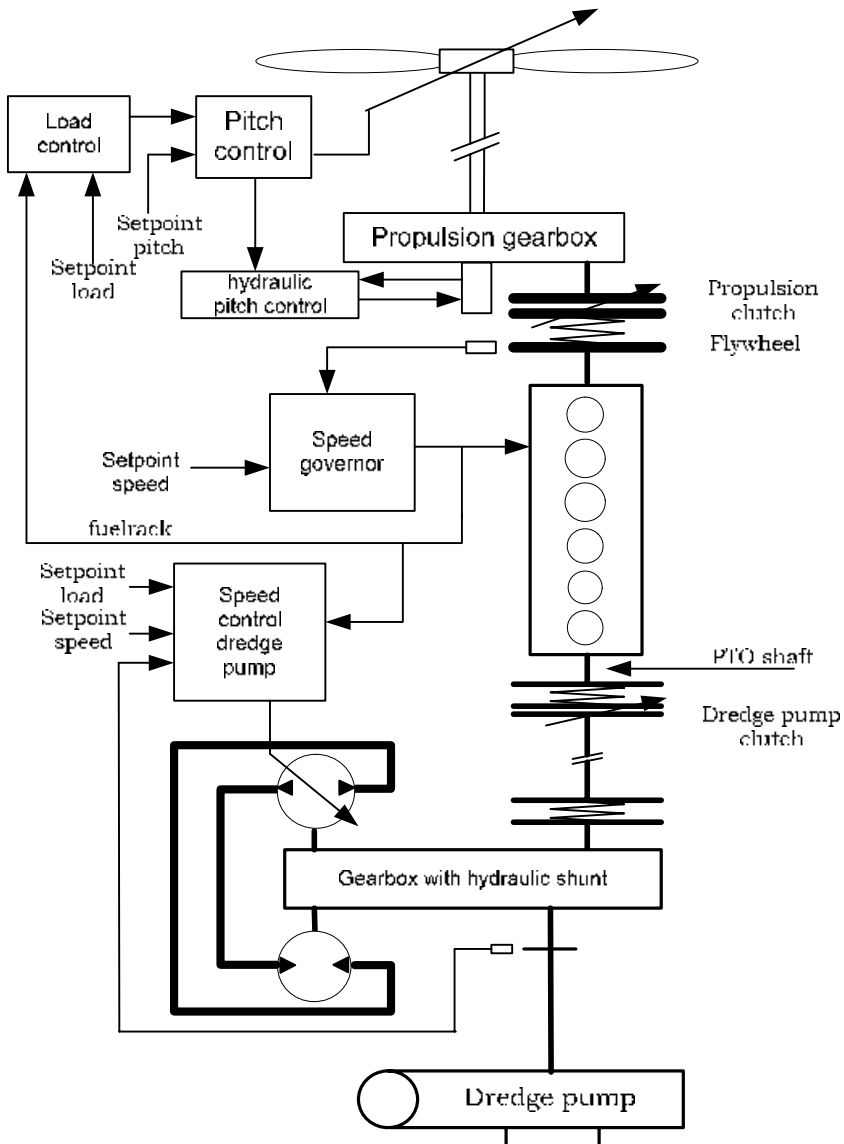 Load
control
Pitch
control
Setpoint
pitch
Setpoint
load
Propulsion gearbox
hydraulic
pitch control
Propulsion
clutch
Flywheel
Speed
governor
Setpoint
speed
fuelrack
Setpoint
load
Setpoint
speed
Speed
control
dredge
pump
PTO shaft
Dredge pump
clutch
Gearbox with hydraulic shunt
Dredge pump